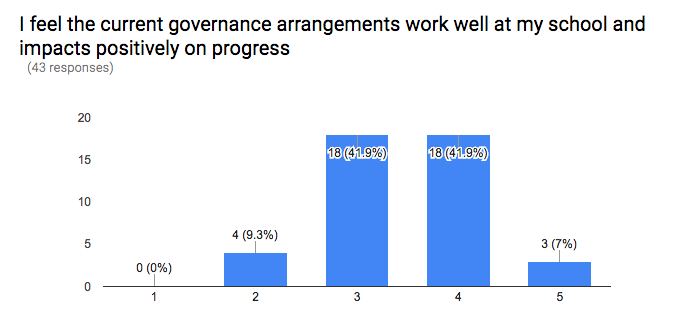 I feel the current governance arrangements work well at my school and
impacts positively on progress
(43 responses)
20
15
10
5
0
0 (0%)
4 (9.3%)
18 (41.9%)
18 (41.9%)
3 (7%)
1 2 3 4 5